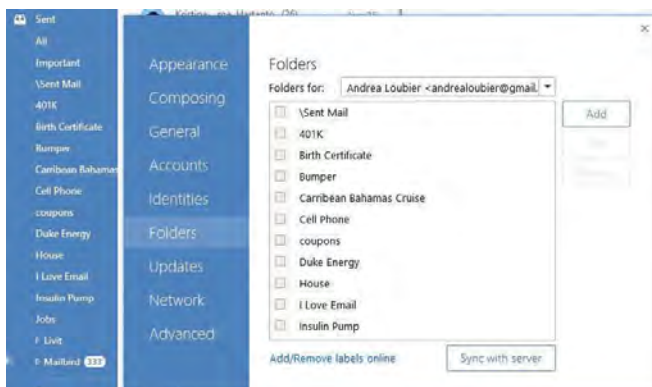 Sent
All
Important
\Sent Mail
401K
Birth Certificate
Bumper
Carribean Bahamas
Cell Phone
coupons
Duke Energy
House
I Love Email
Insulin Pump
Jobs
Livit
Mailbird 337
Appearance
Composing
General
Accounts
Identities
Folders
Updates
Network
Advanced
Folders
Folders for: Andrea Loubier <andrealoubier@gmail.
\Sent Mail
401K
Birth Certificate
Bumper
Carribean Bahamas Cruise
Cell Phone
coupons
Duke Energy
House
I Love Email
Insulin Pump
Add
Add/Remove labels online
Sync with server